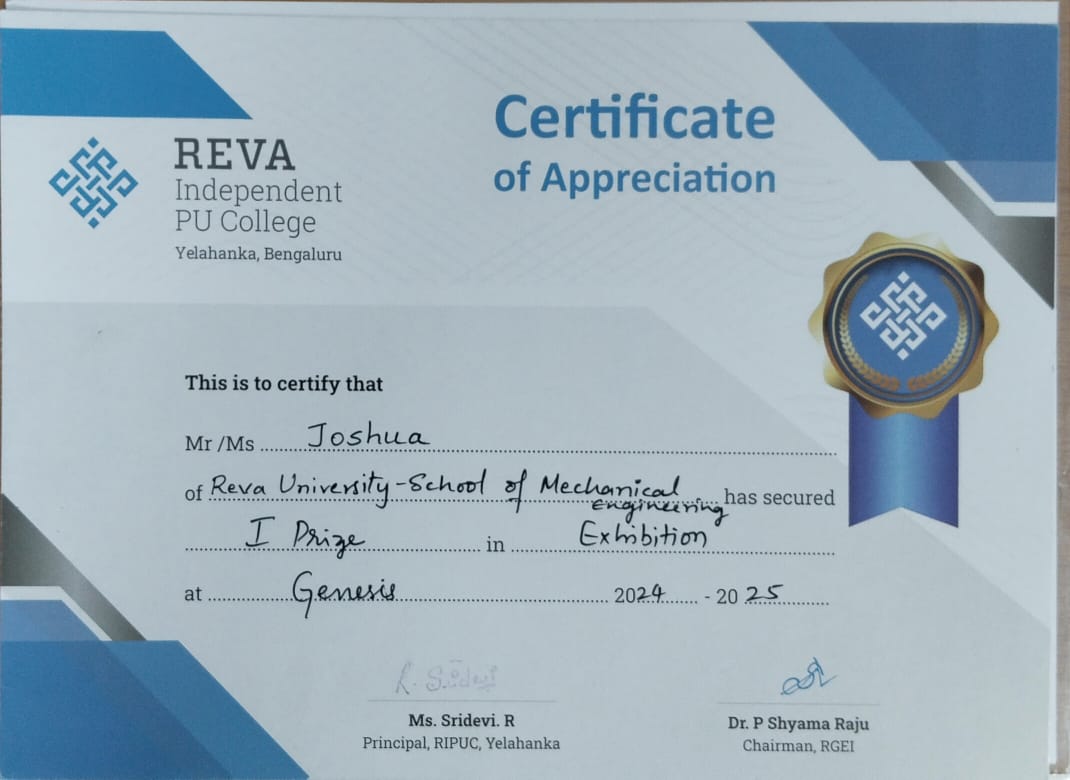 Certificate
of Appreciation
REVA
Independent
PU College
Yelahanka, Bengaluru
This is to certify that
Mr /Ms Joshua
of Reva University-School of Mechanical engineering has secured
I Prize in Exhibition
at Genesis 2024 - 2025
R. Sridevi
Ms. Sridevi. R
Principal, RIPUC, Yelahanka
Dr. P Shyama Raju
Chairman, RGEI